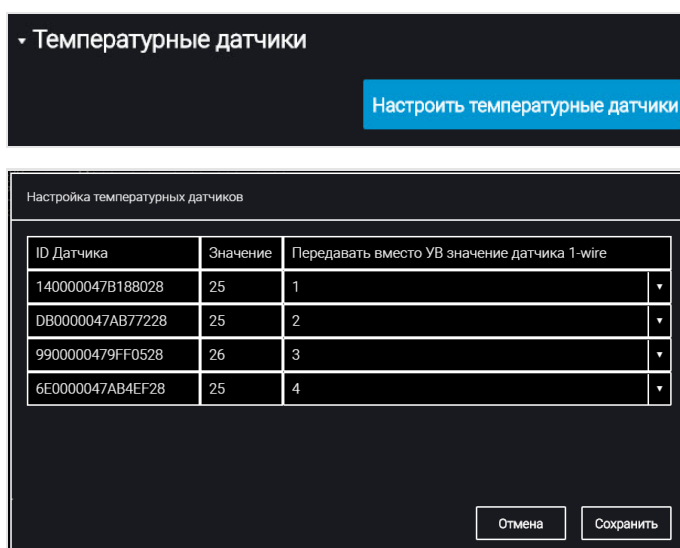 Температурные датчики
Настроить температурные датчики
Настройка температурных датчиков
ID Датчика Значение Передавать вместо УВ значение датчика 1-wire
140000047B188028 25 1
DB0000047AB77228 25 2
9900000479FF0528 26 3
6E0000047AB4EF28 25 4
Отмена Сохранить